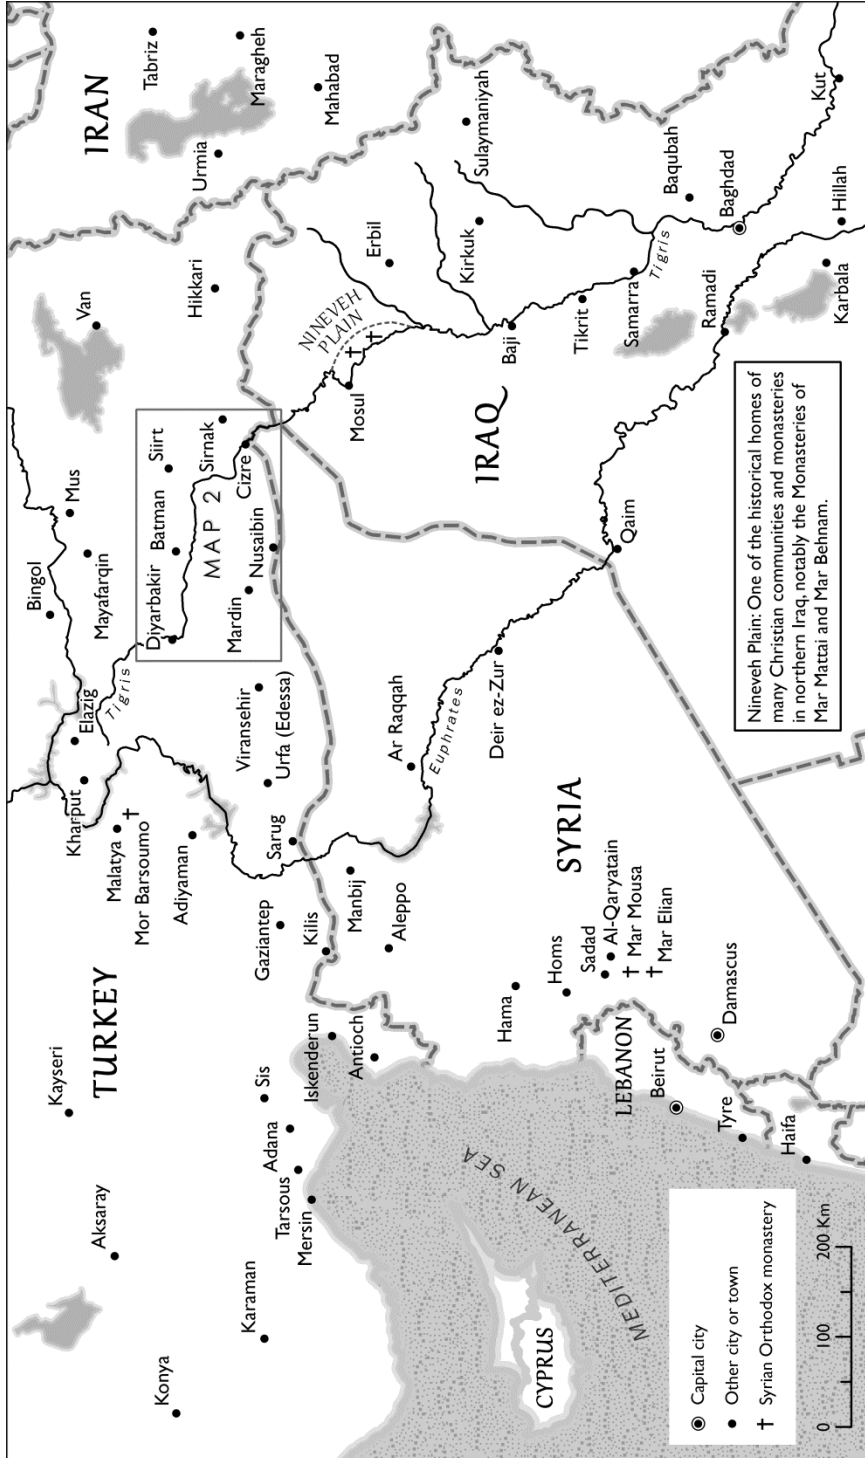 IRAN
Tabriz
Maragheh
Mahabad
Urmia
Sulaymaniyah
Kut
Baqubah
Baghdad
Hillah
Kirkuk
Erbil
Hikkari
Van
NINEVEH
PLAIN
Tigris
Samarra
Ramadi
Karbala
Tikrit
Baji
Mosul
IRAQ
Sirnak
Cizre
Siirt
MAP 2
Batman
Nusaibin
Mardin
Diyarbakir
Mus
Mayafarqin
Bingol
Qaim
Nineveh Plain: One of the historical homes of
many Christian communities and monasteries
in northern Iraq, notably the Monasteries of
Mar Mattai and Mar Behnam.
Elazig
Tigris
Viransehir
Urfa (Edessa)
Ar Raqqah
Euphrates
Deir ez-Zur
Kharput
Malatya
Mor Barsoumo
Adiyaman
Sarug
Manbij
Aleppo
Gaziantep
Kilis
SYRIA
Sadad
Al-Qaryatain
Mar Mousa
Mar Elian
Homs
Hama
Damascus
TURKEY
Kayseri
Sis
Iskenderun
Antioch
Adana
Tarsous
Mersin
LEBANON
Beirut
Tyre
Haifa
Aksaray
Karaman
Konya
MEDITERRANEAN SEA
CYPRUS
Capital city
Other city or town
Syrian Orthodox monastery
0 100 200 Km